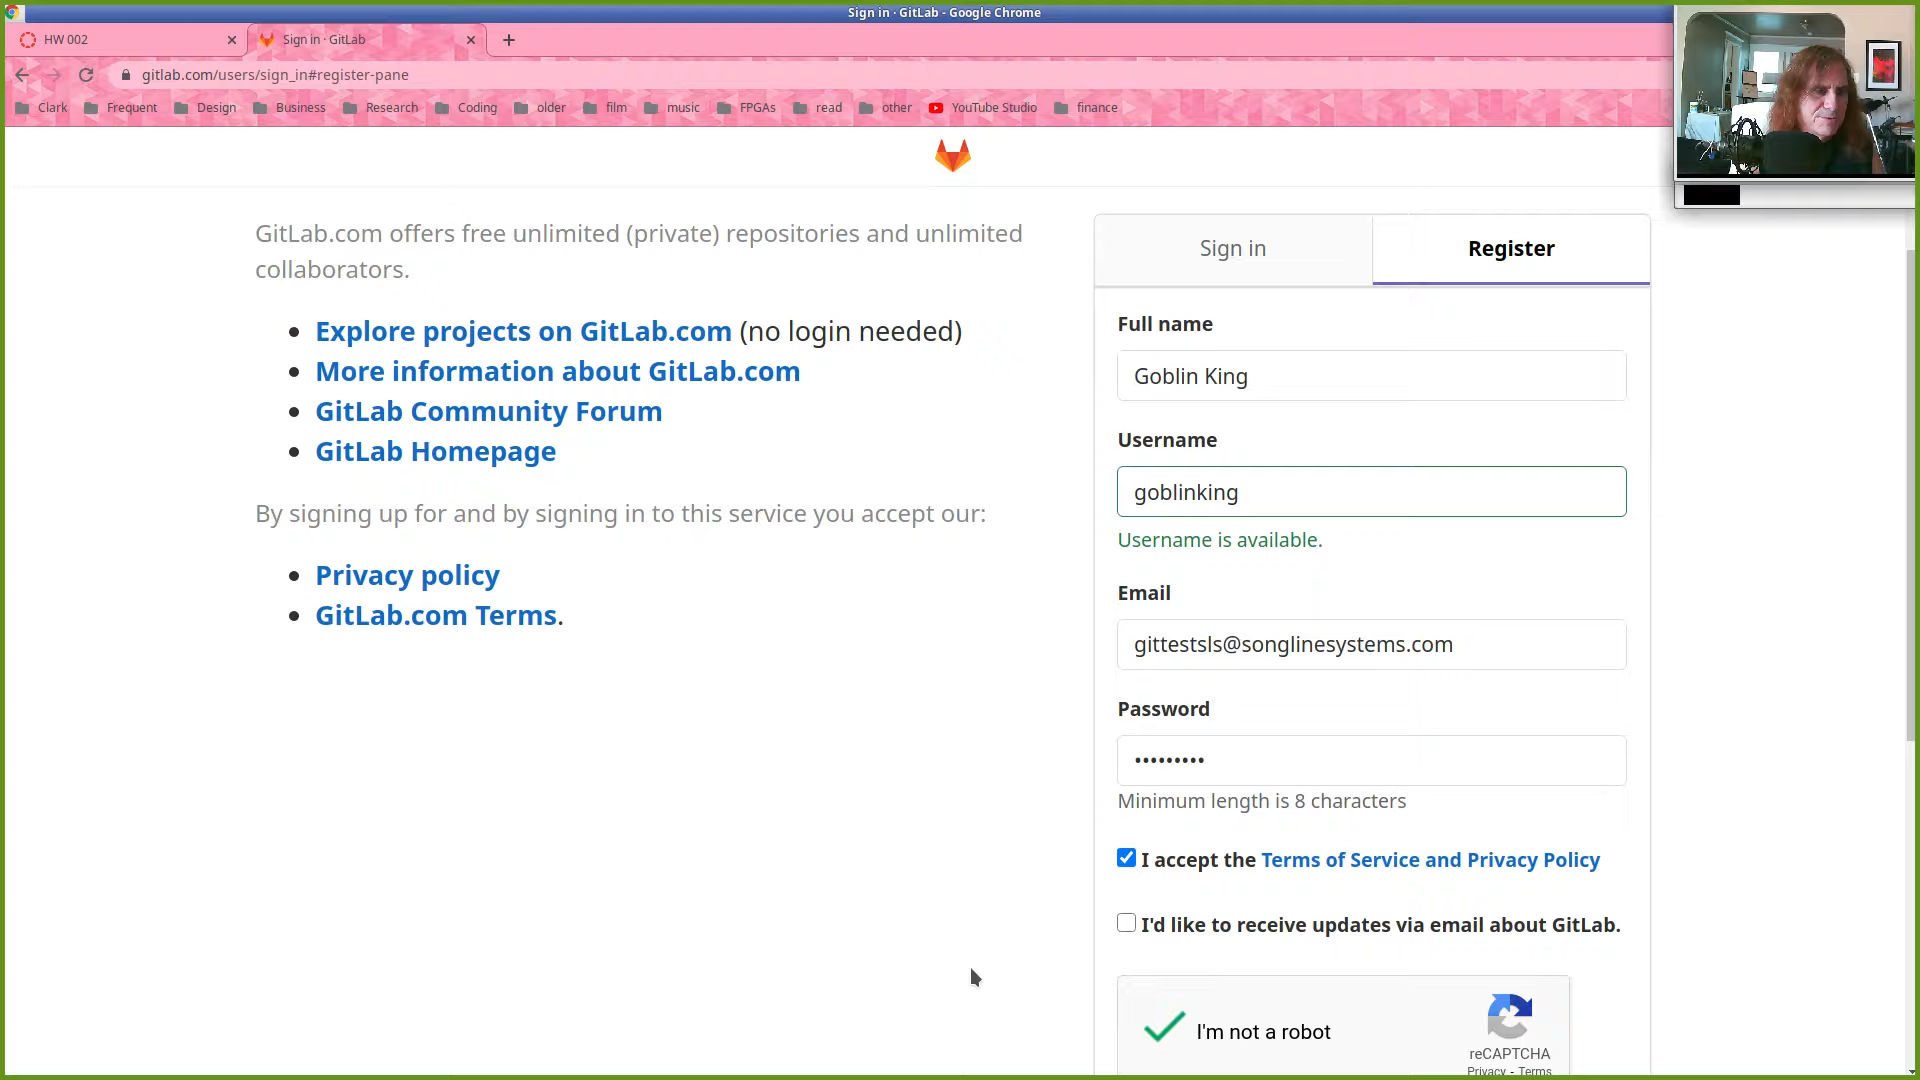 Sign in · GitLab - Google Chrome
HW 002
Sign in · GitLab
gitlab.com/users/sign_in#register-pane
Clark Frequent Design Business Research Coding older film music FPGAs read other YouTube Studio finance
GitLab.com offers free unlimited (private) repositories and unlimited
collaborators.
Explore projects on GitLab.com (no login needed)
More information about GitLab.com
GitLab Community Forum
GitLab Homepage
By signing up for and by signing in to this service you accept our:
Privacy policy
GitLab.com Terms.
Sign in Register
Full name
Goblin King
Username
goblinking
Username is available.
Email
gittestsls@songlinesystems.com
Password
•••••••••
Minimum length is 8 characters
I accept the Terms of Service and Privacy Policy
I'd like to receive updates via email about GitLab.
I'm not a robot
reCAPTCHA
Privacy - Terms